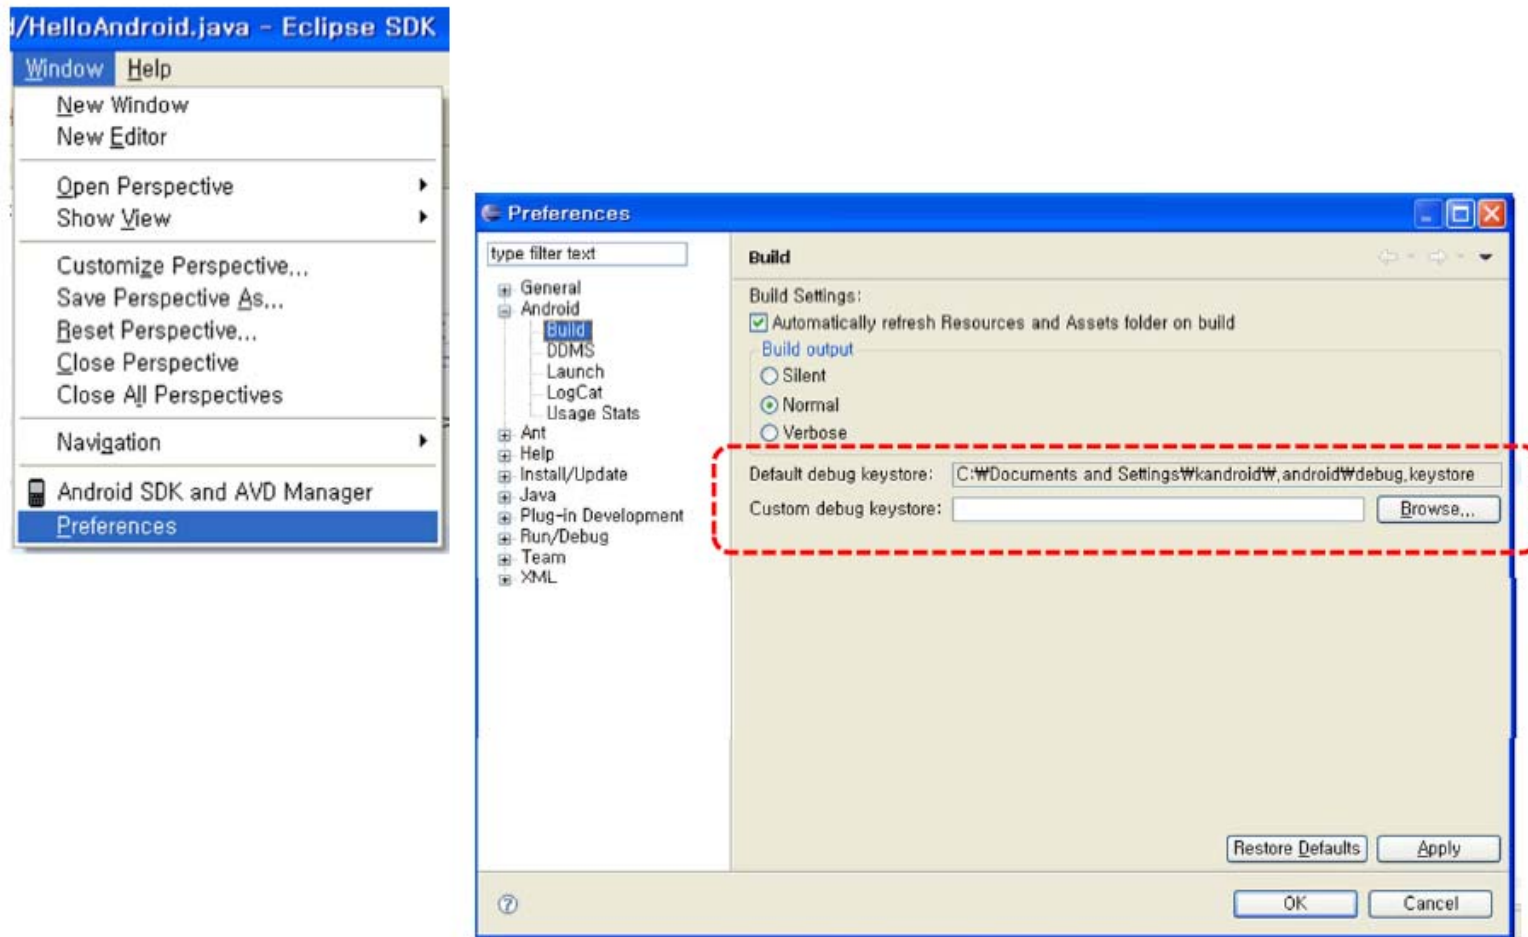 d/HelloAndroid.java - Eclipse SDK
Window Help
New Window
New Editor
Open Perspective
Show View
Customize Perspective...
Save Perspective As...
Reset Perspective...
Close Perspective
Close All Perspectives
Navigation
Android SDK and AVD Manager
Preferences
Preferences
type filter text
General
Android
Build
DDMS
Launch
LogCat
Usage Stats
Ant
Help
Install/Update
Java
Plug-in Development
Run/Debug
Team
XML
Build
Build Settings:
Automatically refresh Resources and Assets folder on build
Build output
Silent
Normal
Verbose
Default debug keystore: C:₩Documents and Settings₩kandroid₩.android₩debug.keystore
Custom debug keystore: Browse...
Restore Defaults Apply
OK Cancel